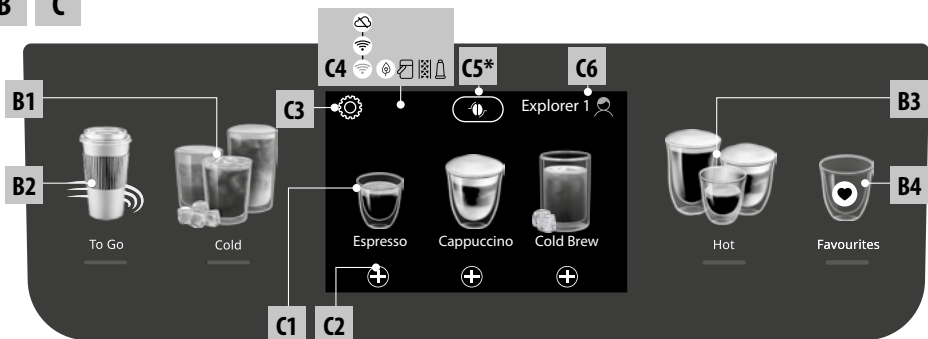 B C
C4 C5* C6
B1 C3 Explorer 1 B3
B2 B4
Espresso Cappuccino Cold Brew
To Go Cold Hot Favourites
C1 C2